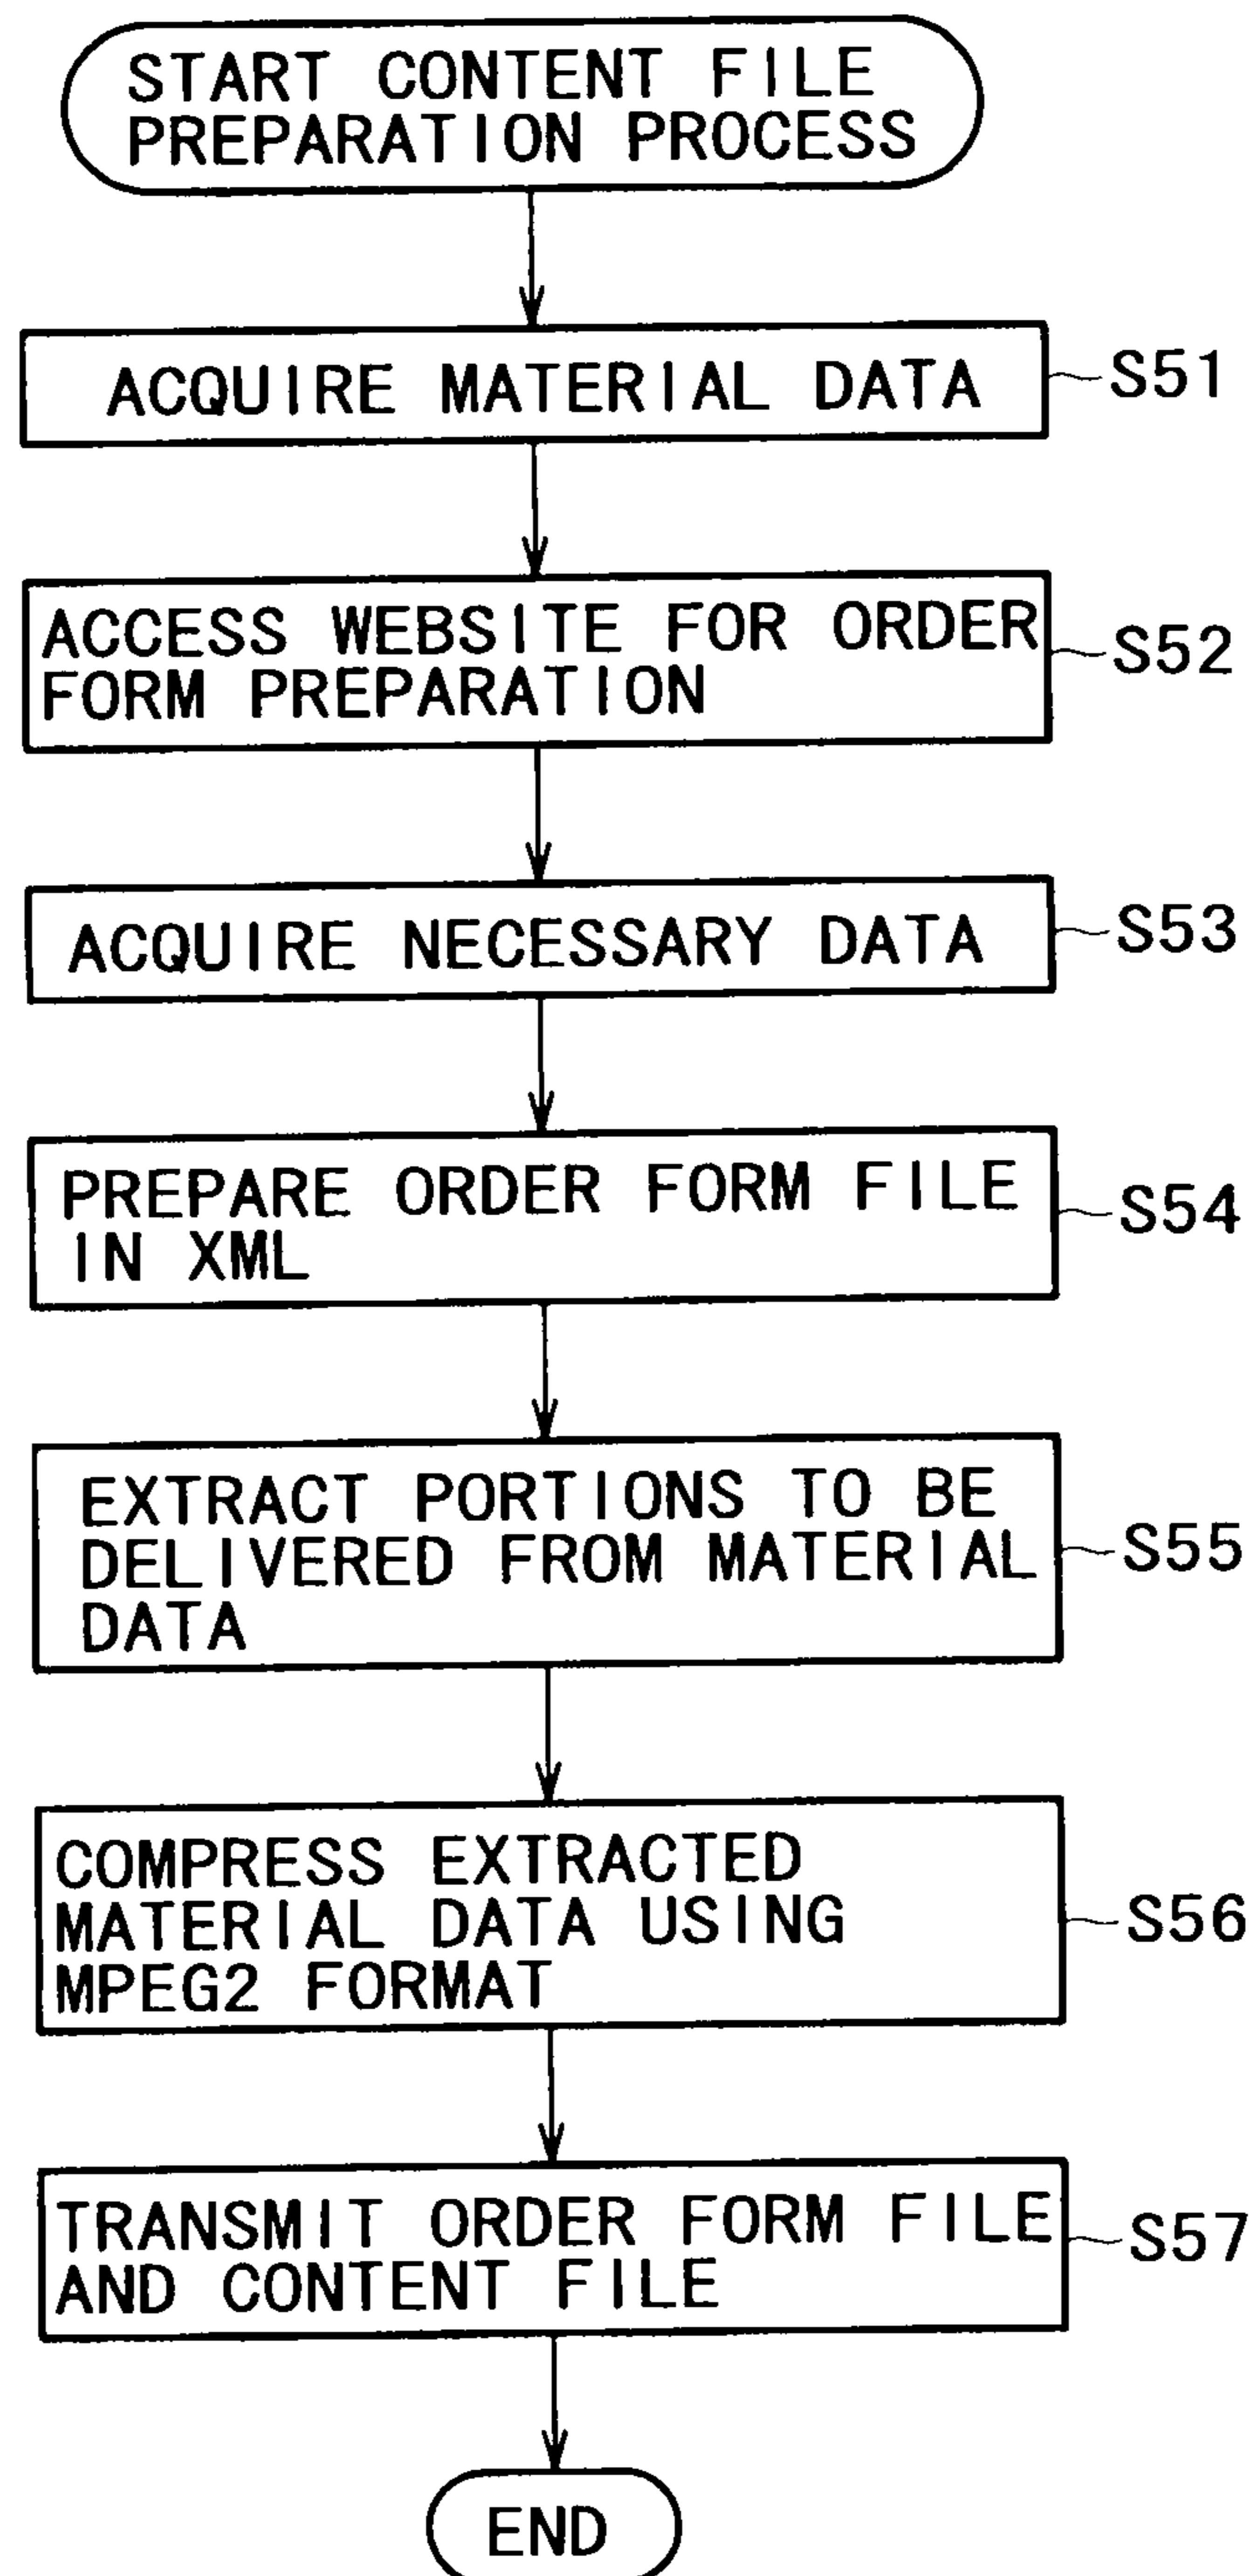 START CONTENT FILE
PREPARATION PROCESS
ACQUIRE MATERIAL DATA
S51
ACCESS WEBSITE FOR ORDER
FORM PREPARATION
S52
ACQUIRE NECESSARY DATA
S53
PREPARE ORDER FORM FILE
IN XML
S54
EXTRACT PORTIONS TO BE
DELIVERED FROM MATERIAL
DATA
S55
COMPRESS EXTRACTED
MATERIAL DATA USING
MPEG2 FORMAT
S56
TRANSMIT ORDER FORM FILE
AND CONTENT FILE
S57
END